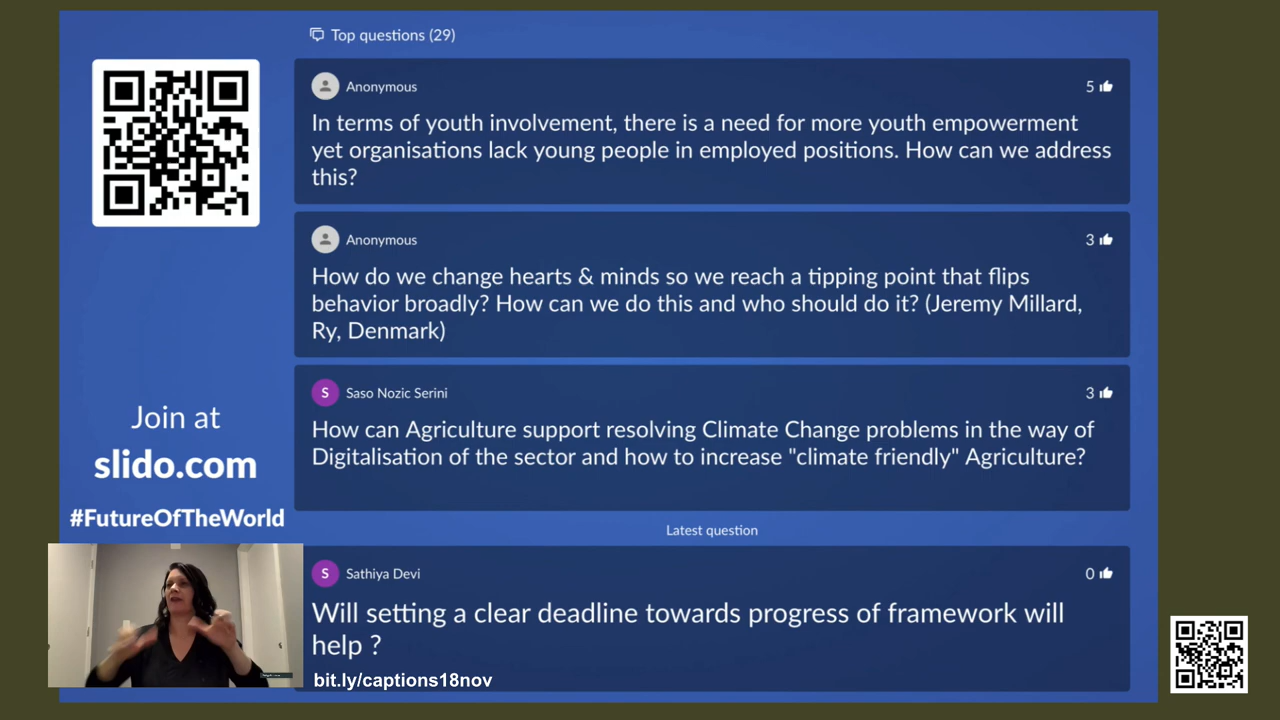 Top questions (29)
Anonymous
5
In terms of youth involvement, there is a need for more youth empowerment
yet organisations lack young people in employed positions. How can we address
this?
Anonymous
3
How do we change hearts & minds so we reach a tipping point that flips
behavior broadly? How can we do this and who should do it? (Jeremy Millard,
Ry, Denmark)
S
Saso Nozic Serini
3
How can Agriculture support resolving Climate Change problems in the way of
Digitalisation of the sector and how to increase "climate friendly" Agriculture?
Join at
slido.com
#FutureOfTheWorld
Latest question
S
Sathiya Devi
0
Will setting a clear deadline towards progress of framework will
help ?
bit.ly/captions18nov